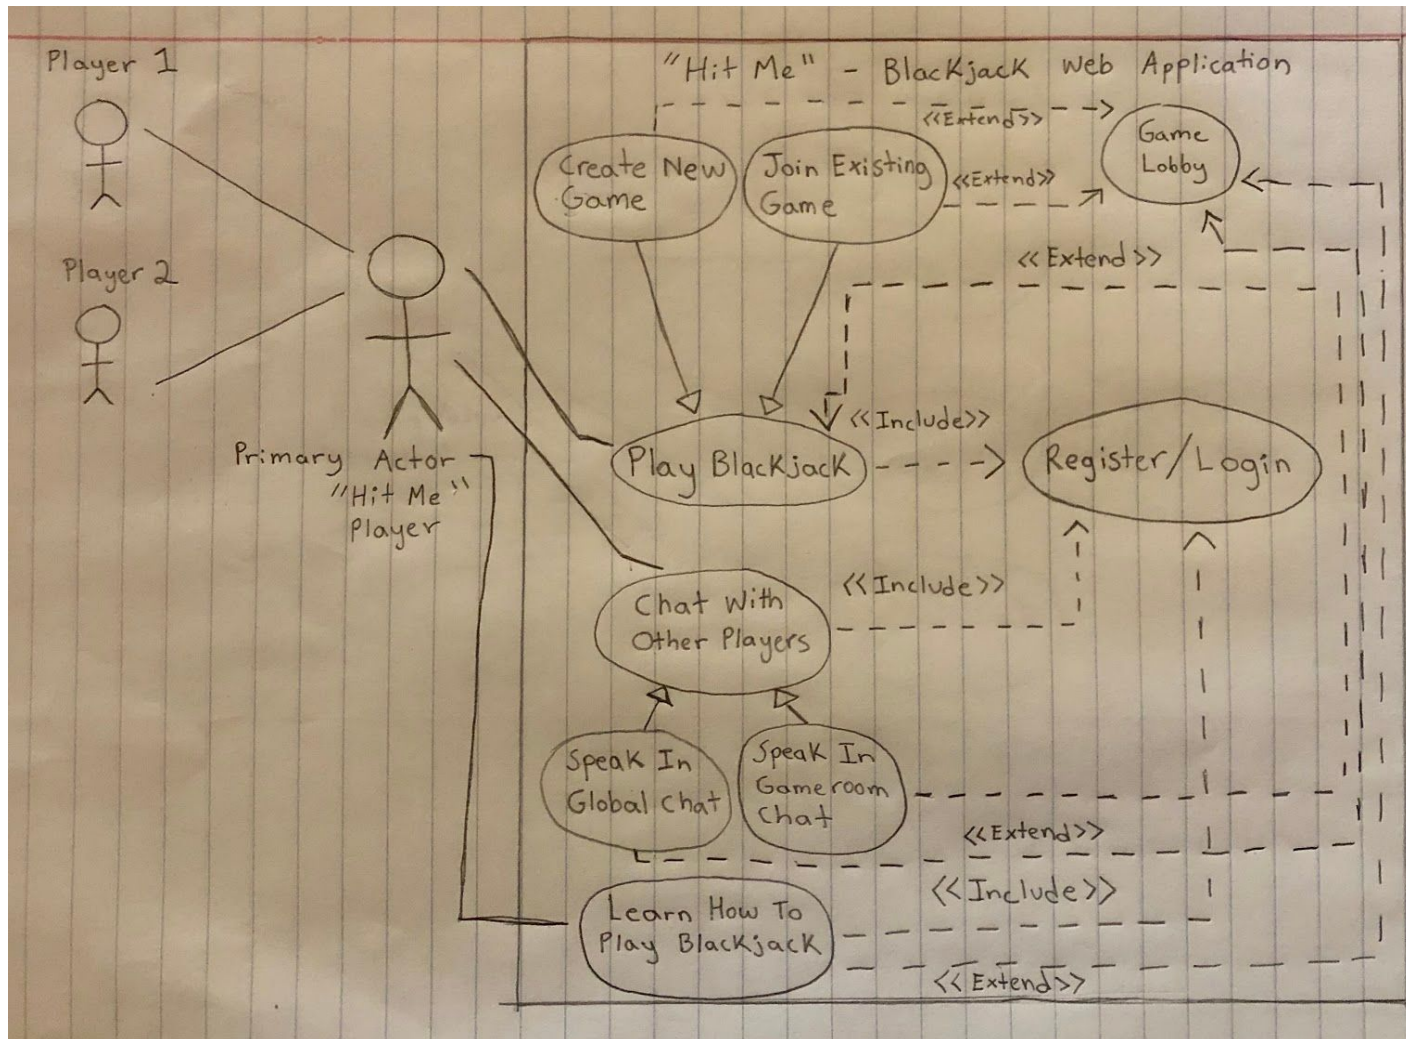 Player 1
"Hit Me" - Blackjack Web Application
<<Extend>>
Game
Lobby
Create New
Game
Join Existing
Game
<<Extend>>
Player 2
<<Extend>>
<<Include>>
Play Blackjack
Register/Login
Primary Actor
"Hit Me"
Player
<<Include>>
Chat With
Other Players
Speak In
Global Chat
Speak In
Gameroom
Chat
<<Extend>>
<<Include>>
Learn How To
Play Blackjack
<<Extend>>